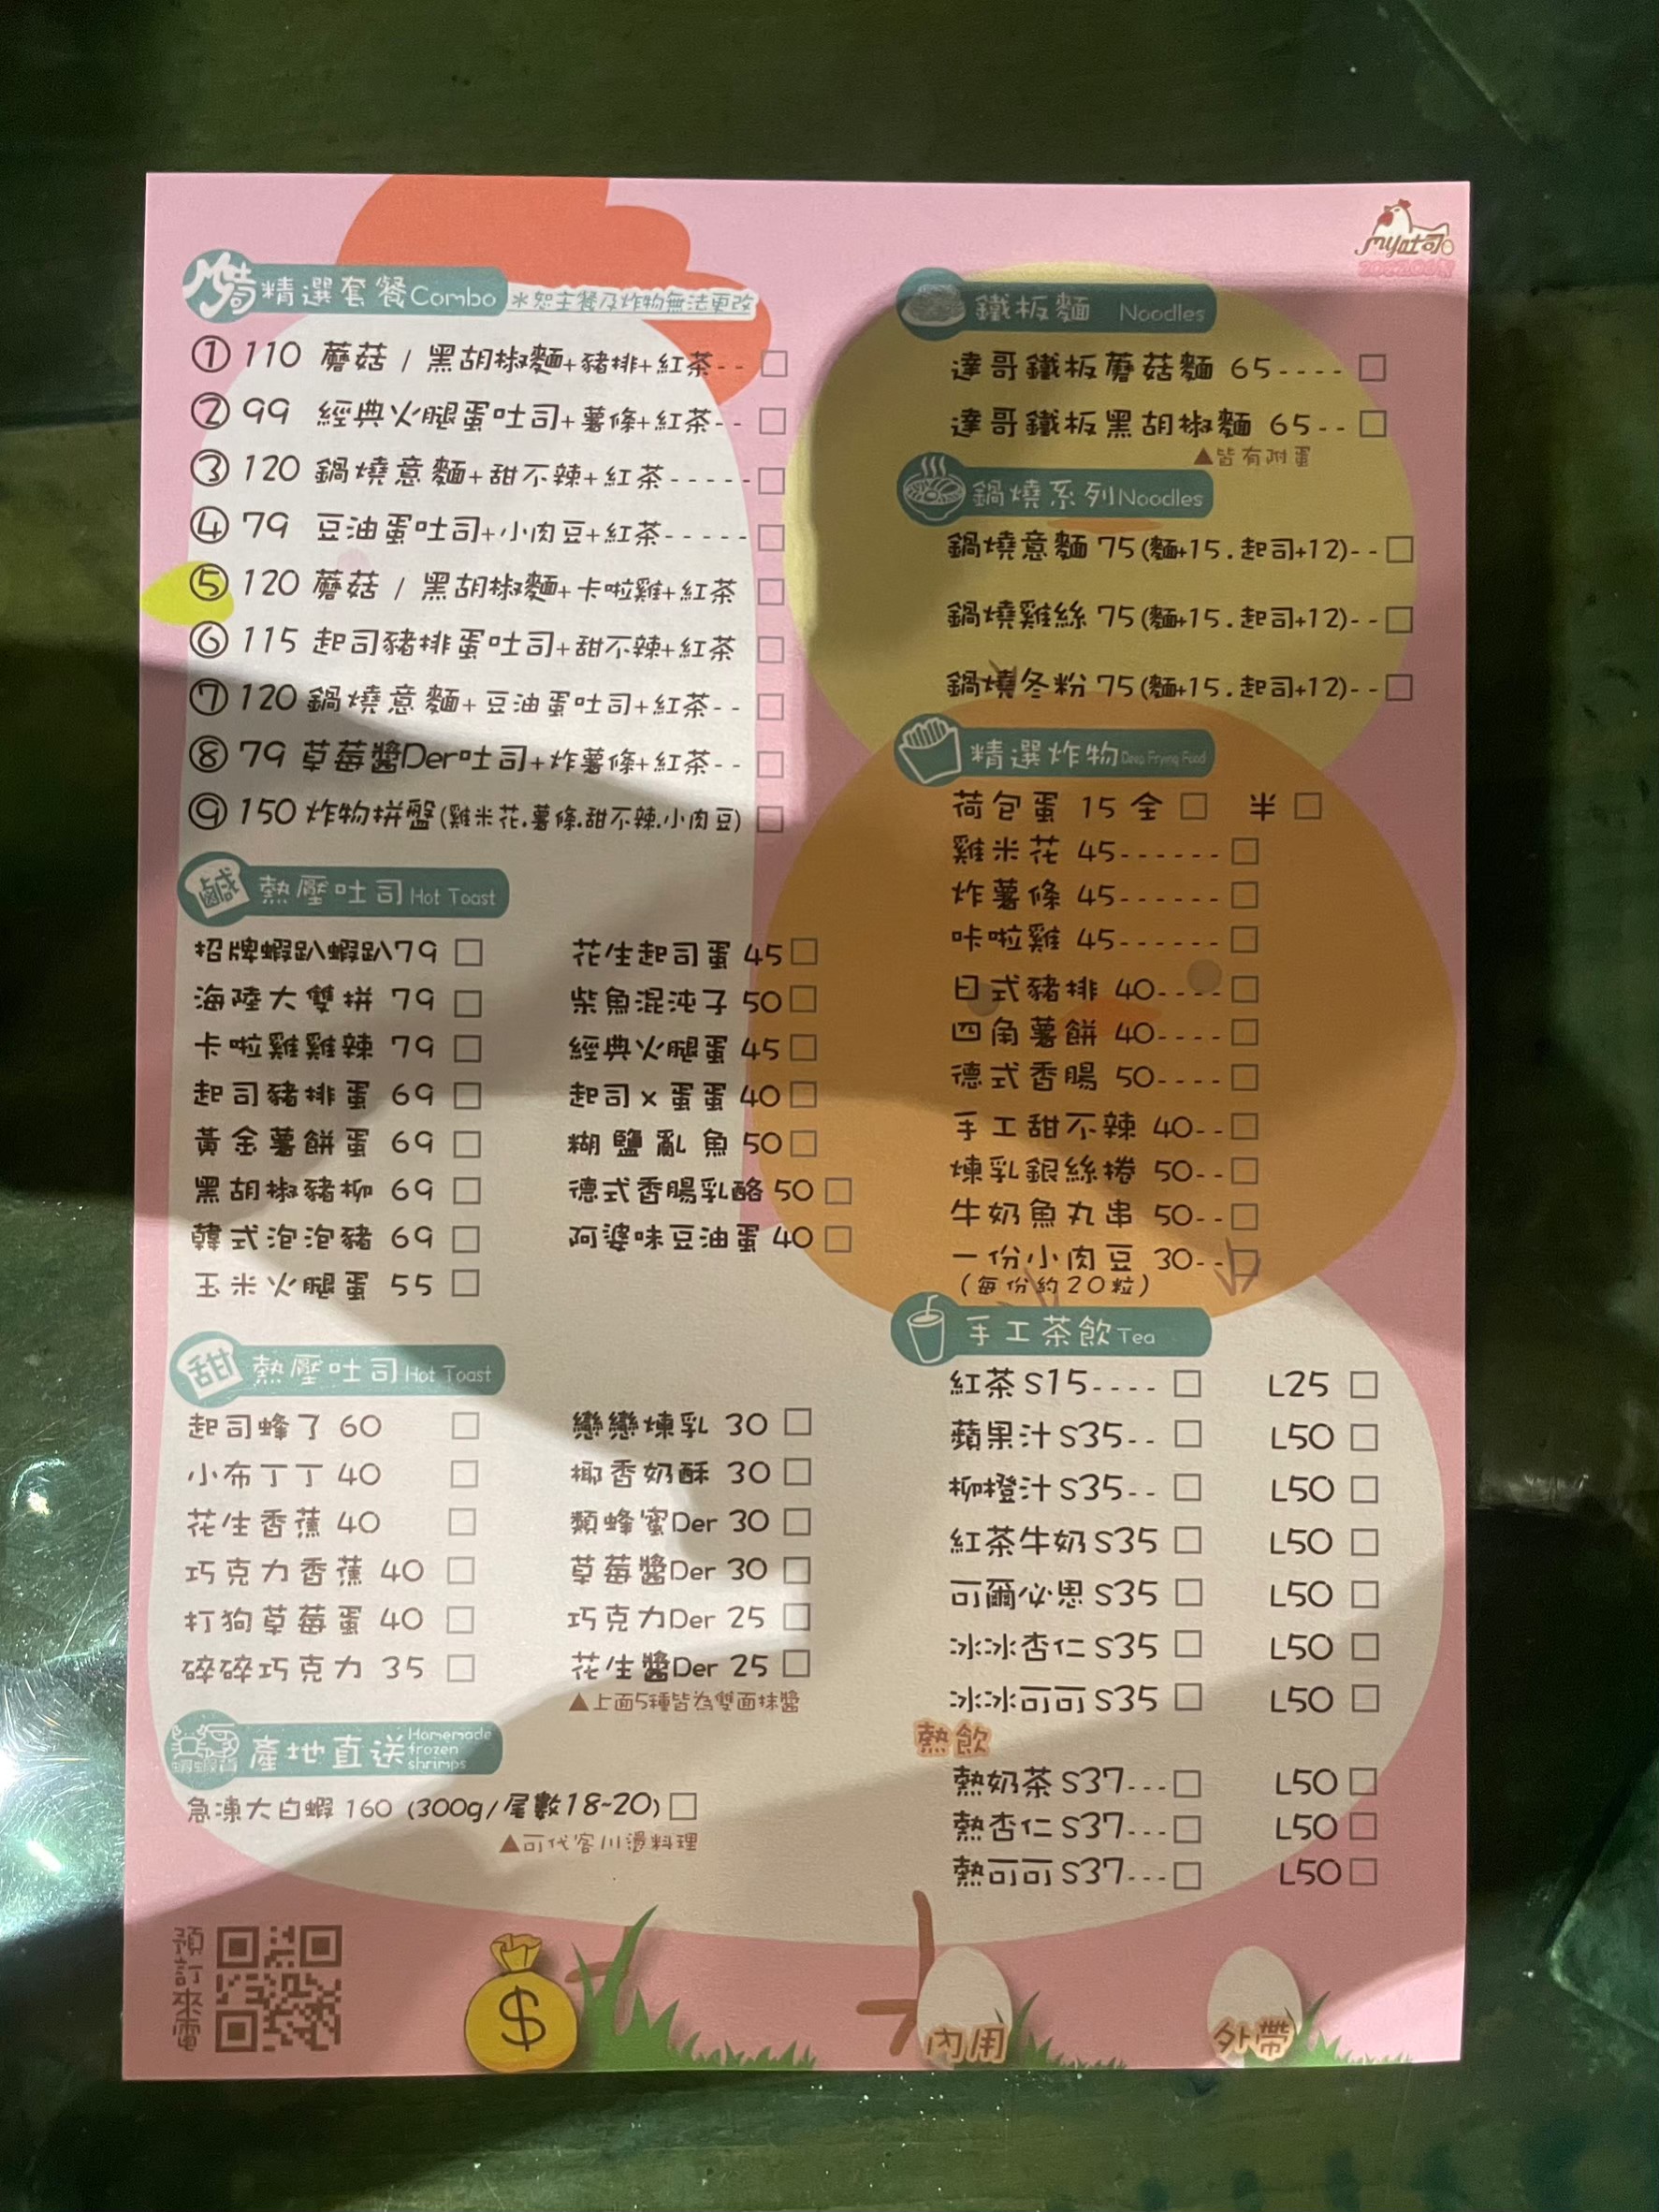 my吐司
精選套餐Combo ＊恕主餐及炸物無法更改
① 110 蘑菇 / 黑胡椒麵+豬排+紅茶-- □
② 99 經典火腿蛋吐司+薯條+紅茶-- □
③ 120 鍋燒意麵+甜不辣+紅茶----- □
④ 79 豆油蛋吐司+小肉豆+紅茶----- □
⑤ 120 蘑菇 / 黑胡椒麵+卡啦雞+紅茶 □
⑥ 115 起司豬排蛋吐司+甜不辣+紅茶 □
⑦ 120 鍋燒意麵+豆油蛋吐司+紅茶-- □
⑧ 79 草莓醬Der吐司+炸薯條+紅茶-- □
⑨ 150 炸物拼盤(雞米花.薯條.甜不辣.小肉豆) □
鹹 熱壓吐司 Hot Toast
招牌蝦趴蝦趴79 □
海陸大雙拼 79 □
卡啦雞雞辣 79 □
起司豬排蛋 69 □
黃金薯餅蛋 69 □
黑胡椒豬柳 69 □
韓式泡泡豬 69 □
玉米火腿蛋 55 □
花生起司蛋 45 □
柴魚混沌子 50 □
經典火腿蛋 45 □
起司x蛋蛋 40 □
糊鹽亂魚 50 □
德式香腸乳酪 50 □
阿婆味豆油蛋 40 □
甜 熱壓吐司 Hot Toast
起司蜂了 60 □
小布丁丁 40 □
花生香蕉 40 □
巧克力香蕉 40 □
打狗草莓蛋 40 □
碎碎巧克力 35 □
戀戀煉乳 30 □
椰香奶酥 30 □
類蜂蜜Der 30 □
草莓醬Der 30 □
巧克力Der 25 □
花生醬Der 25 □
▲上面5種皆為雙面抹醬
產地直送 Homemade frozen shrimps
急凍大白蝦 160 (300g/尾數18~20) □
▲可代客川燙料理
預訂來電
$
鐵板麵 Noodles
達哥鐵板蘑菇麵 65---- □
達哥鐵板黑胡椒麵 65-- □
▲皆有附蛋
鍋燒系列Noodles
鍋燒意麵 75(麵+15.起司+12)-- □
鍋燒雞絲 75(麵+15.起司+12)-- □
鍋燒冬粉 75(麵+15.起司+12)-- □
精選炸物 Deep Frying Food
荷包蛋 15 全 □ 半 □
雞米花 45------ □
炸薯條 45------ □
咔啦雞 45------ □
日式豬排 40---- □
四角薯餅 40---- □
德式香腸 50---- □
手工甜不辣 40-- □
煉乳銀絲捲 50-- □
牛奶魚丸串 50-- □
一份小肉豆 30-- □
(每份約20粒)
手工茶飲 Tea
紅茶 S15---- □ L25 □
蘋果汁 S35-- □ L50 □
柳橙汁 S35-- □ L50 □
紅茶牛奶 S35 □ L50 □
可爾必思 S35 □ L50 □
冰冰杏仁 S35 □ L50 □
冰冰可可 S35 □ L50 □
熱飲
熱奶茶 S37--- □ L50 □
熱杏仁 S37--- □ L50 □
熱可可 S37--- □ L50 □
內用
外帶